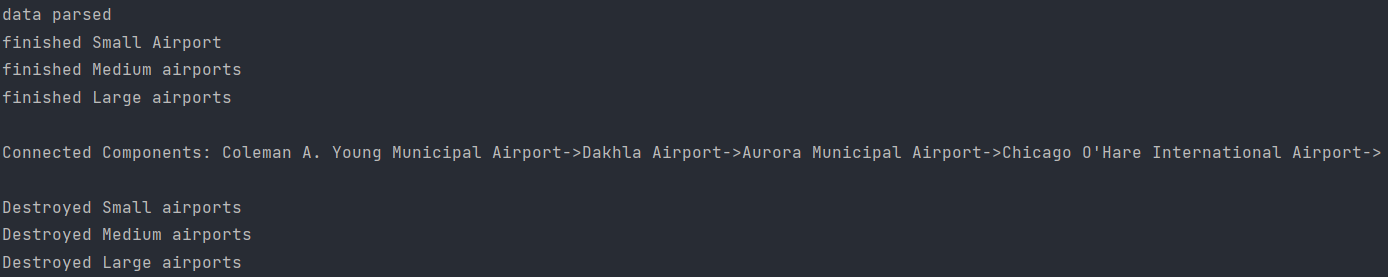 data parsed
finished Small Airport
finished Medium airports
finished Large airports
Connected Components: Coleman A. Young Municipal Airport->Dakhla Airport->Aurora Municipal Airport->Chicago O'Hare International Airport->
Destroyed Small airports
Destroyed Medium airports
Destroyed Large airports